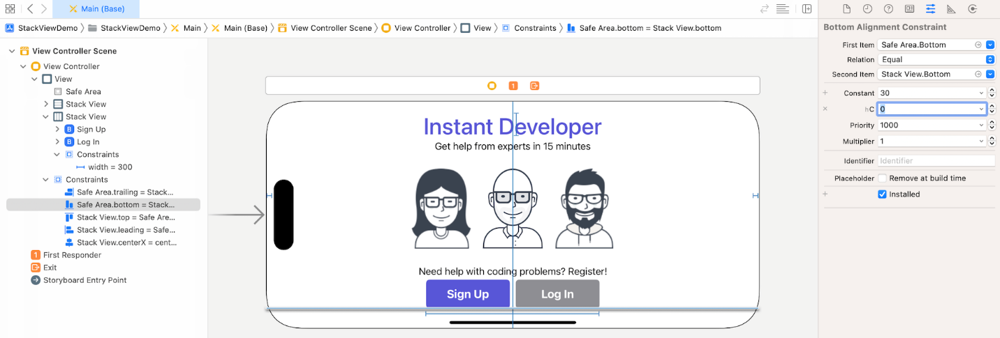 Main (Base)
StackViewDemo
StackViewDemo
Main
Main (Base)
View Controller Scene
View Controller
View
Constraints
Safe Area.bottom = Stack View.bottom
View Controller Scene
View Controller
View
Safe Area
Stack View
Stack View
B Sign Up
B Log In
Constraints
width = 300
Constraints
Safe Area.trailing = Stack...
Safe Area.bottom = Stack...
Stack View.top = Safe Are...
Stack View.leading = Safe...
Stack View.centerX = cent...
1 First Responder
Exit
Storyboard Entry Point
1
Instant Developer
Get help from experts in 15 minutes
Need help with coding problems? Register!
Sign Up
Log In
Bottom Alignment Constraint
First Item Safe Area.Bottom
Relation Equal
Second Item Stack View.Bottom
Constant 30
hC 0
Priority 1000
Multiplier 1
Identifier Identifier
Placeholder Remove at build time
Installed